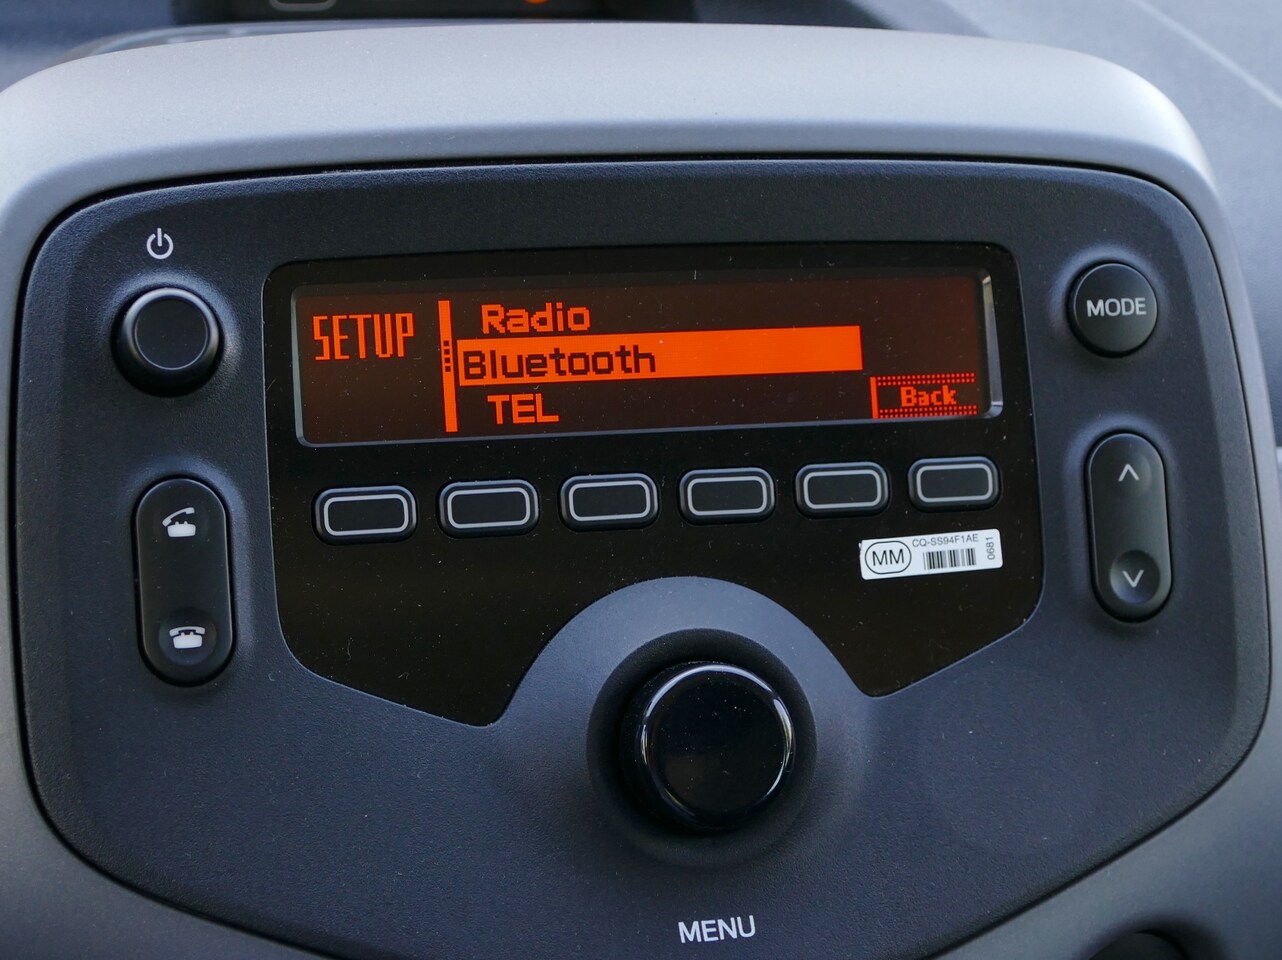 SETUP
Radio
Bluetooth
TEL
Back
MODE
MM
CQ-SS94F1AE
0681
MENU